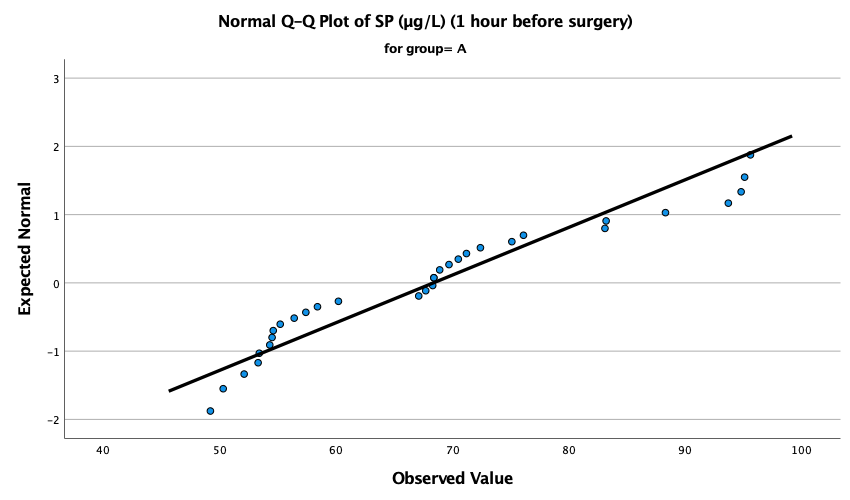 Normal Q-Q Plot of SP (μg/L) (1 hour before surgery)
for group= A
3
2
1
0
-1
-2
Expected Normal
40 50 60 70 80 90 100
Observed Value